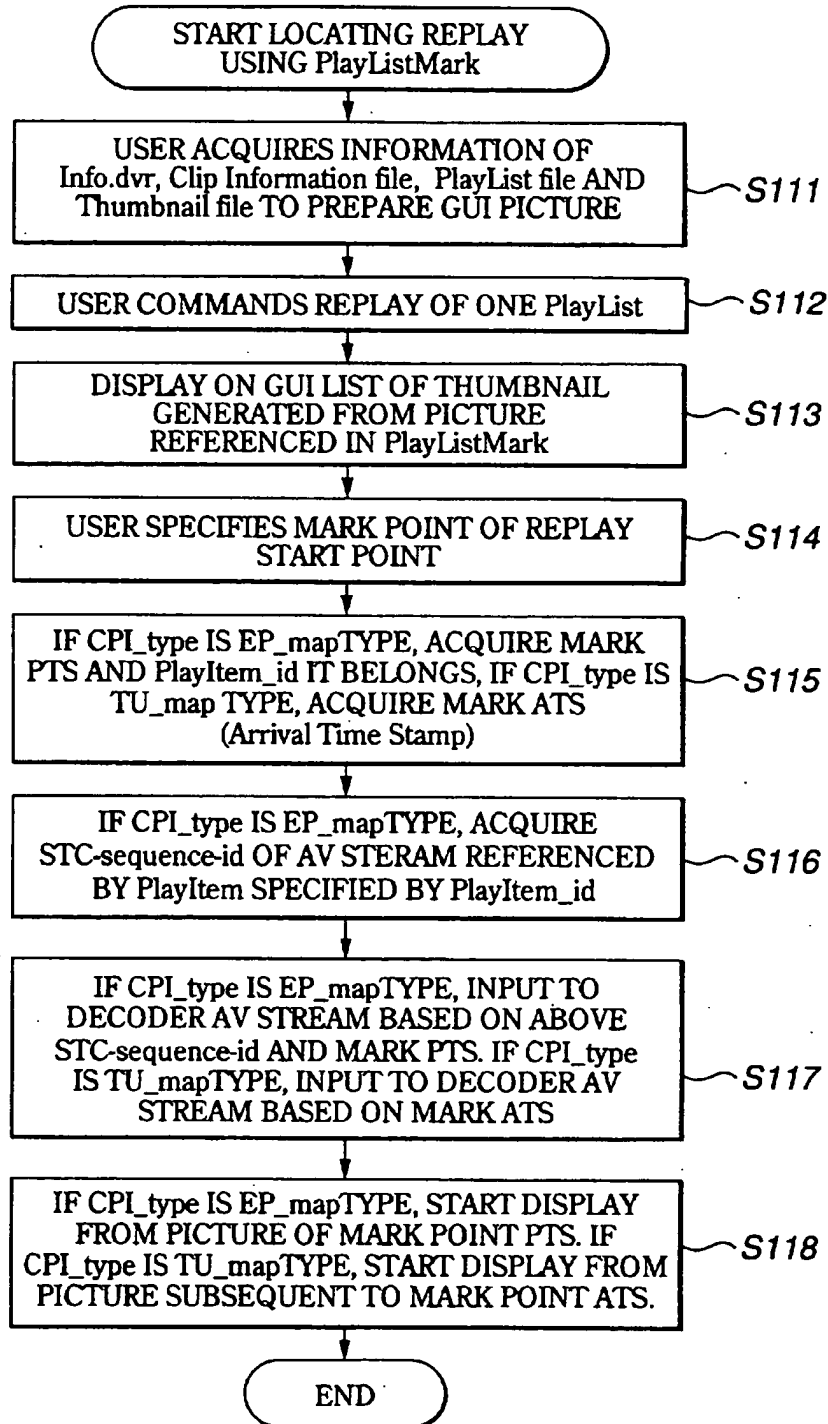 START LOCATING REPLAY
USING PlayListMark
USER ACQUIRES INFORMATION OF
Info.dvr, Clip Information file, PlayList file AND
Thumbnail file TO PREPARE GUI PICTURE
S111
USER COMMANDS REPLAY OF ONE PlayList
S112
DISPLAY ON GUI LIST OF THUMBNAIL
GENERATED FROM PICTURE
REFERENCED IN PlayListMark
S113
USER SPECIFIES MARK POINT OF REPLAY
START POINT
S114
IF CPI_type IS EP_mapTYPE, ACQUIRE MARK
PTS AND PlayItem_id IT BELONGS, IF CPI_type IS
TU_map TYPE, ACQUIRE MARK ATS
(Arrival Time Stamp)
S115
IF CPI_type IS EP_mapTYPE, ACQUIRE
STC-sequence-id OF AV STERAM REFERENCED
BY PlayItem SPECIFIED BY PlayItem_id
S116
IF CPI_type IS EP_mapTYPE, INPUT TO
DECODER AV STREAM BASED ON ABOVE
STC-sequence-id AND MARK PTS. IF CPI_type
IS TU_mapTYPE, INPUT TO DECODER AV
STREAM BASED ON MARK ATS
S117
IF CPI_type IS EP_mapTYPE, START DISPLAY
FROM PICTURE OF MARK POINT PTS. IF
CPI_type IS TU_mapTYPE, START DISPLAY FROM
PICTURE SUBSEQUENT TO MARK POINT ATS.
S118
END